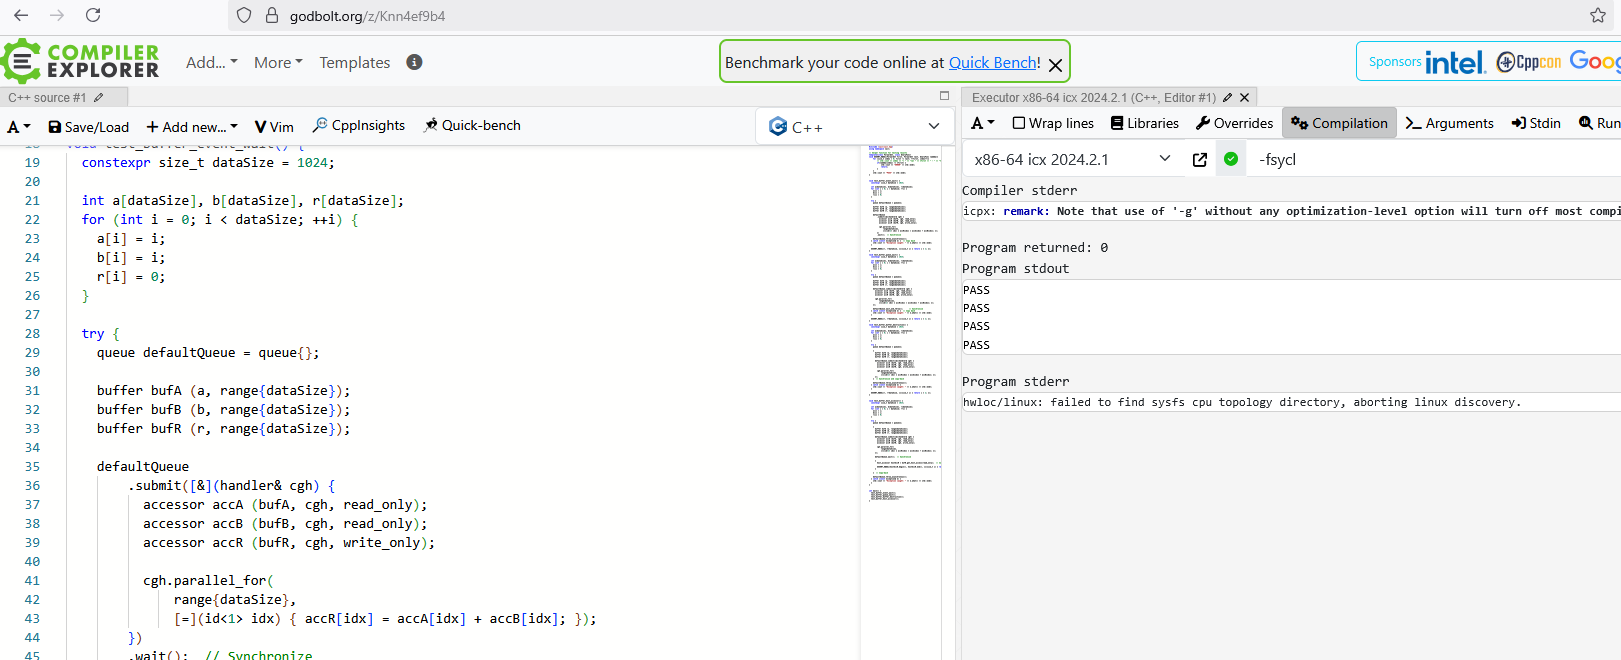 godbolt.org/z/Knn4ef9b4
COMPILER
EXPLORER
Add...
More
Templates
Benchmark your code online at Quick Bench!
Sponsors intel. Cppcon Goog
C++ source #1
A
Save/Load
Add new...
Vim
CppInsights
Quick-bench
C++
18 void test_buffer_event_wait() {
19 constexpr size_t dataSize = 1024;
20
21 int a[dataSize], b[dataSize], r[dataSize];
22 for (int i = 0; i < dataSize; ++i) {
23 a[i] = i;
24 b[i] = i;
25 r[i] = 0;
26 }
27
28 try {
29 queue defaultQueue = queue{};
30
31 buffer bufA (a, range{dataSize});
32 buffer bufB (b, range{dataSize});
33 buffer bufR (r, range{dataSize});
34
35 defaultQueue
36 .submit([&](handler& cgh) {
37 accessor accA (bufA, cgh, read_only);
38 accessor accB (bufB, cgh, read_only);
39 accessor accR (bufR, cgh, write_only);
40
41 cgh.parallel_for(
42 range{dataSize},
43 [=](id<1> idx) { accR[idx] = accA[idx] + accB[idx]; });
44 })
45 .wait(); // Synchronize
Executor x86-64 icx 2024.2.1 (C++, Editor #1)
A
Wrap lines
Libraries
Overrides
Compilation
Arguments
Stdin
Run
x86-64 icx 2024.2.1
-fsycl
Compiler stderr
icpx: remark: Note that use of '-g' without any optimization-level option will turn off most compi
Program returned: 0
Program stdout
PASS
PASS
PASS
PASS
Program stderr
hwloc/linux: failed to find sysfs cpu topology directory, aborting linux discovery.